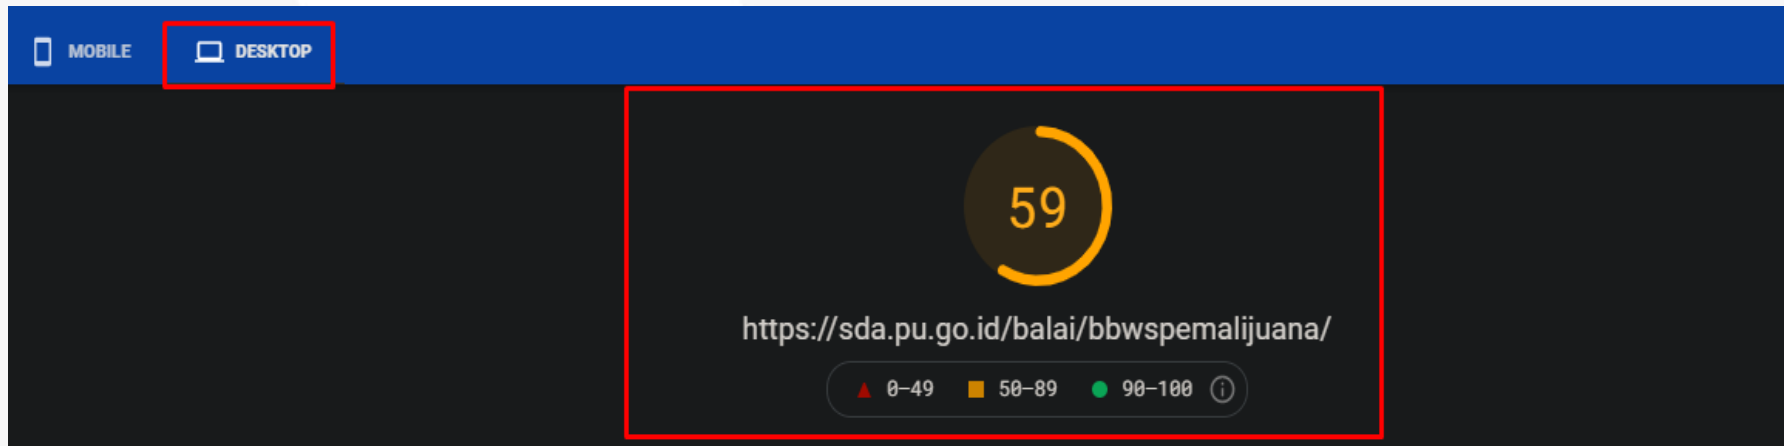 MOBILE
DESKTOP
59
https://sda.pu.go.id/balai/bbwspemalijuana/
0–49
50–89
90–100